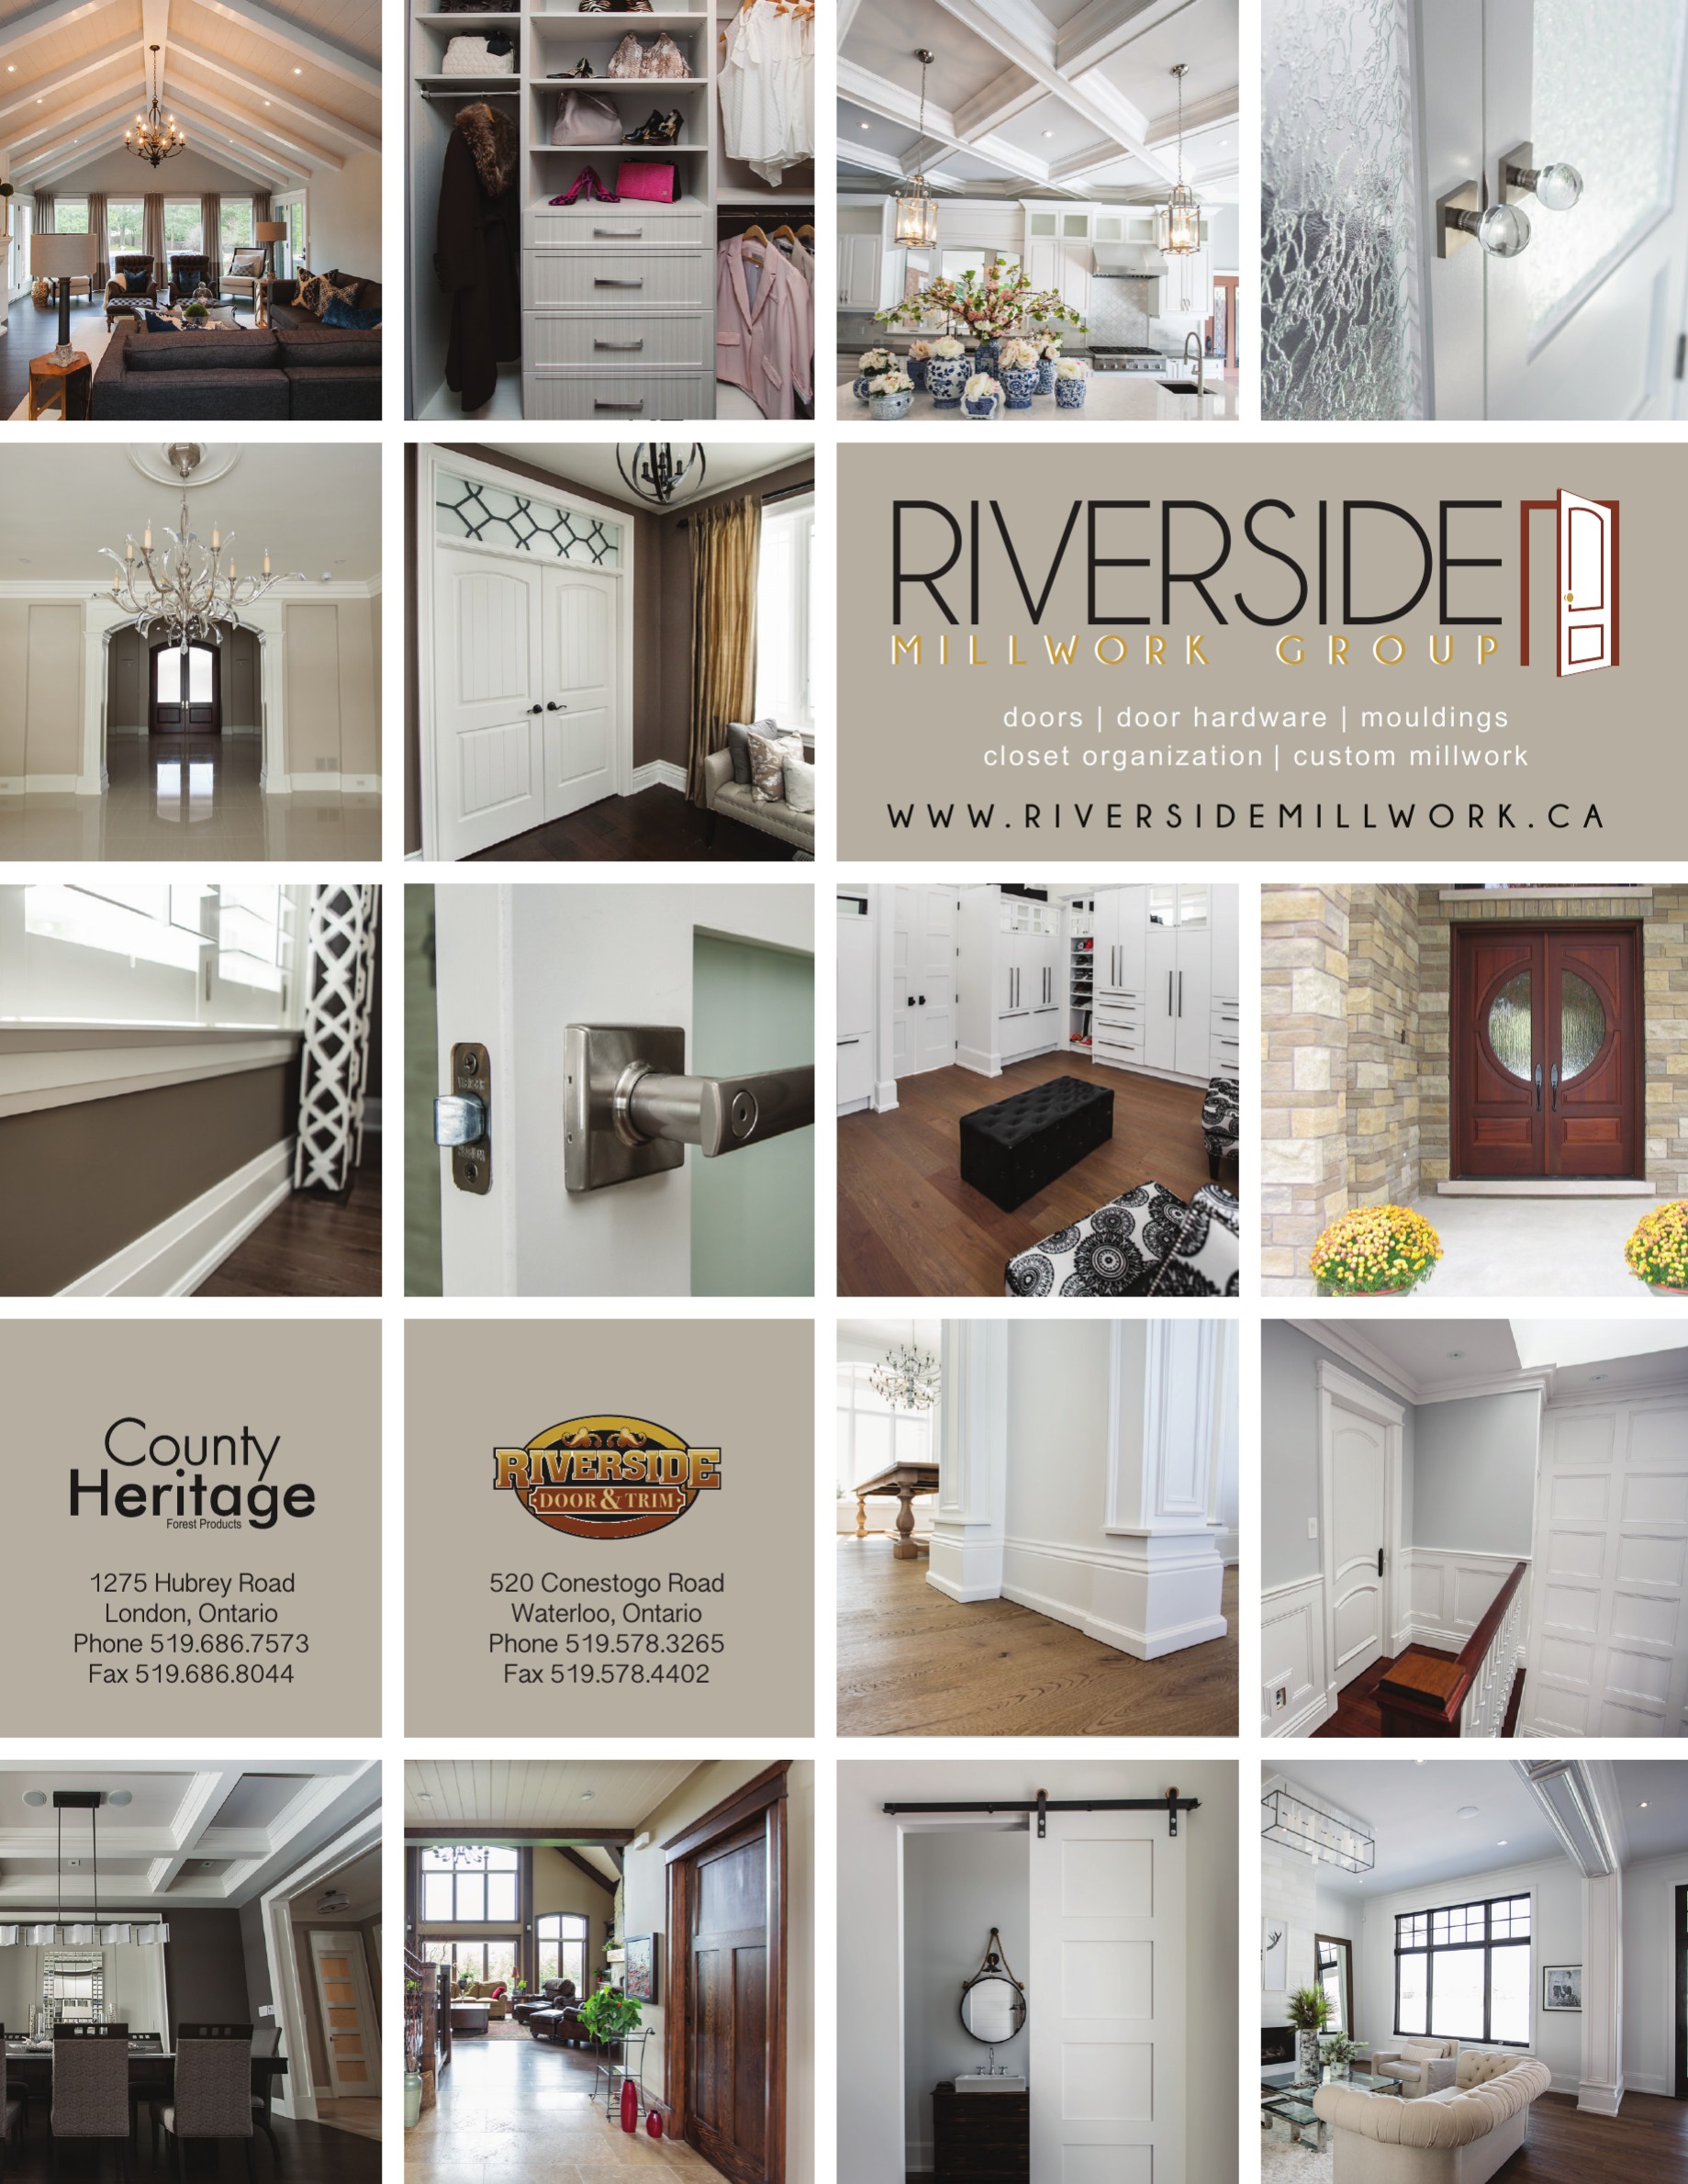 RIVERSIDE
MILLWORK GROUP
doors | door hardware | mouldings
closet organization | custom millwork
WWW.RIVERSIDEMILLWORK.CA
County
Heritage
Forest Products
1275 Hubrey Road
London, Ontario
Phone 519.686.7573
Fax 519.686.8044
RIVERSIDE
DOOR & TRIM
520 Conestogo Road
Waterloo, Ontario
Phone 519.578.3265
Fax 519.578.4402